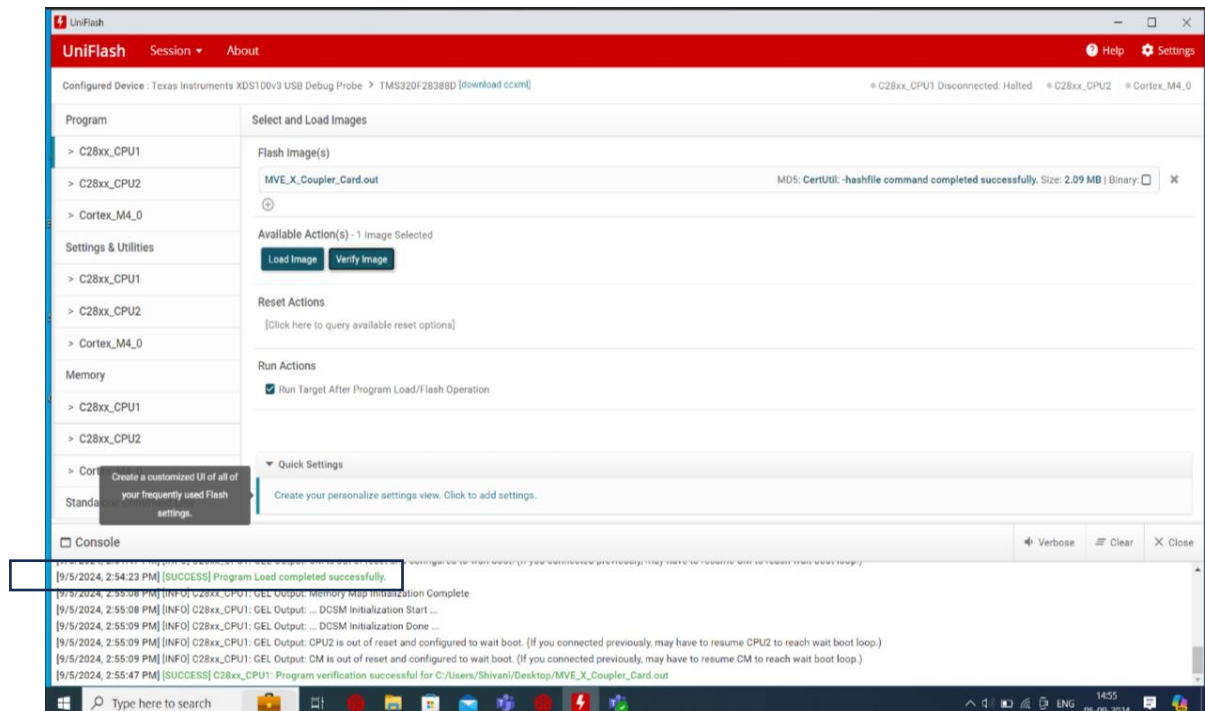 UniFlash
UniFlash Session About Help Settings
Configured Device : Texas Instruments XDS100v3 USB Debug Probe > TMS320F28388D [download ccxml] C28xx_CPU1 Disconnected: Halted C28xx_CPU2 Cortex_M4_0
Program
> C28xx_CPU1
> C28xx_CPU2
> Cortex_M4_0
Settings & Utilities
> C28xx_CPU1
> C28xx_CPU2
> Cortex_M4_0
Memory
> C28xx_CPU1
> C28xx_CPU2
Create a customized UI of all of
your frequently used Flash
settings.
Select and Load Images
Flash Image(s)
MVE_X_Coupler_Card.out MD5: CertUtil: -hashfile command completed successfully. Size: 2.09 MB | Binary:
Available Action(s) - 1 Image Selected
Load Image Verify Image
Reset Actions
[Click here to query available reset options]
Run Actions
Run Target After Program Load/Flash Operation
Quick Settings
Create your personalize settings view. Click to add settings.
Console Verbose Clear Close
[9/5/2024, 2:54:23 PM] [SUCCESS] Program Load completed successfully.
[9/5/2024, 2:55:08 PM] [INFO] C28xx_CPU1: GEL Output: Memory Map Initialization Complete
[9/5/2024, 2:55:08 PM] [INFO] C28xx_CPU1: GEL Output: ... DCSM Initialization Start ...
[9/5/2024, 2:55:09 PM] [INFO] C28xx_CPU1: GEL Output: ... DCSM Initialization Done ...
[9/5/2024, 2:55:09 PM] [INFO] C28xx_CPU1: GEL Output: CPU2 is out of reset and configured to wait boot. (If you connected previously, may have to resume CPU2 to reach wait boot loop.)
[9/5/2024, 2:55:09 PM] [INFO] C28xx_CPU1: GEL Output: CM is out of reset and configured to wait boot. (If you connected previously, may have to resume CM to reach wait boot loop.)
[9/5/2024, 2:55:47 PM] [SUCCESS] C28xx_CPU1: Program verification successful for C:/Users/Shivani/Desktop/MVE_X_Coupler_Card.out
Type here to search ENG 14:55
05-09-2024